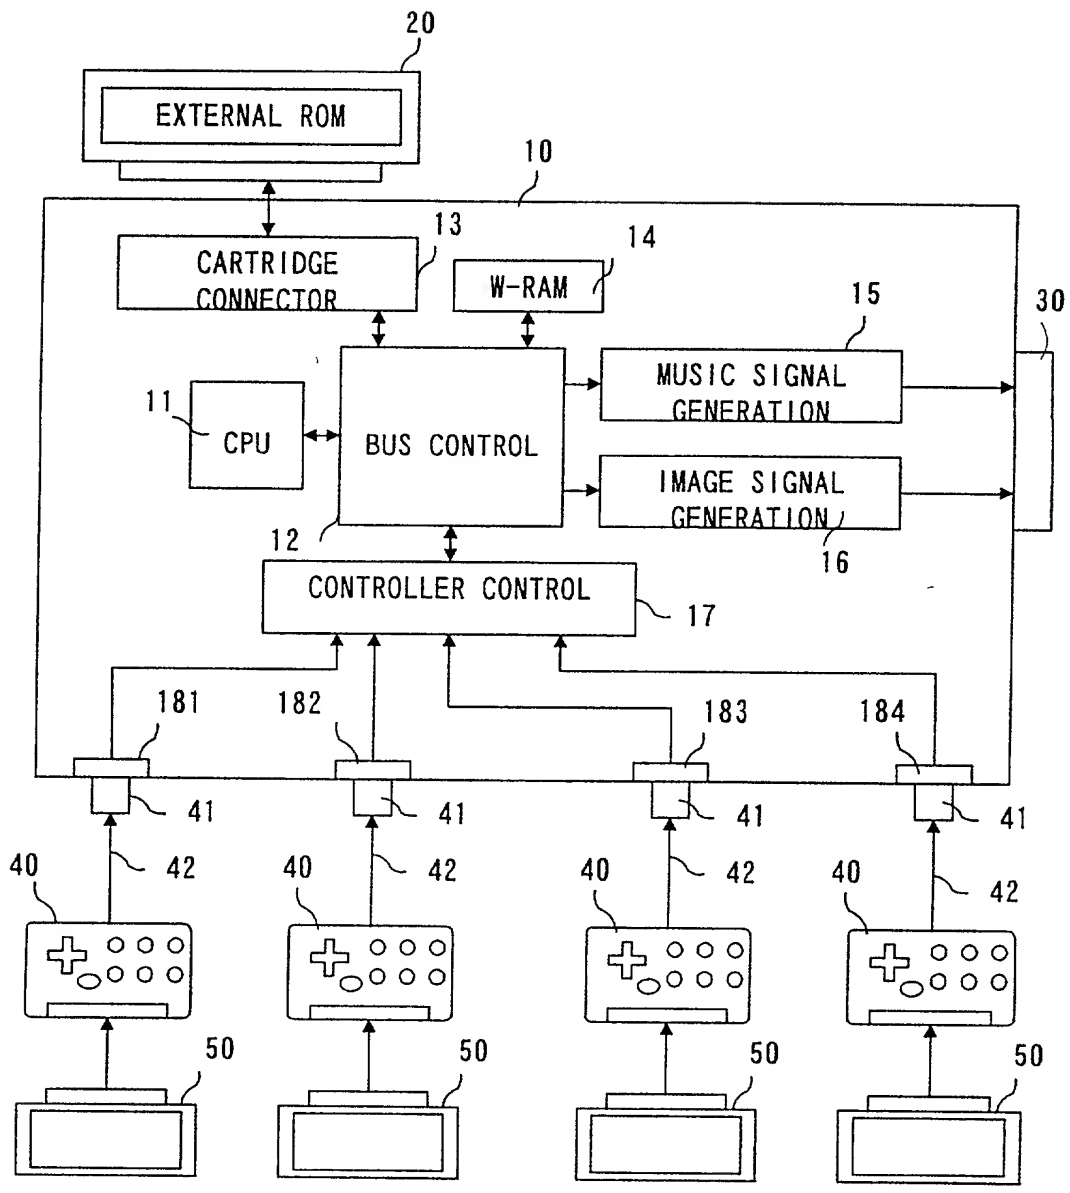 20
EXTERNAL ROM
10
13
CARTRIDGE
CONNECTOR
14
W-RAM
15
30
MUSIC SIGNAL
GENERATION
11
CPU
BUS CONTROL
IMAGE SIGNAL
GENERATION
12
16
CONTROLLER CONTROL
17
181
182
183
184
41
41
41
41
40
42
40
42
40
42
40
42
50
50
50
50